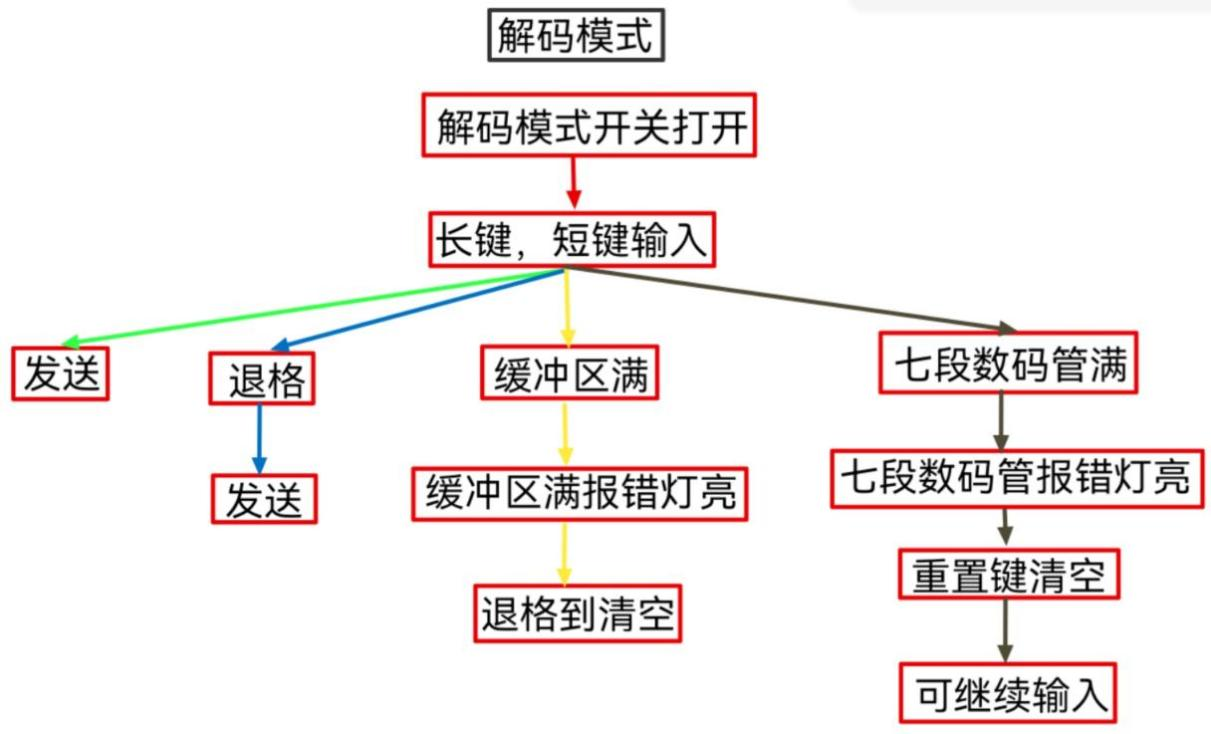 解码模式
解码模式开关打开
长键，短键输入
发送
退格
缓冲区满
七段数码管满
发送
缓冲区满报错灯亮
七段数码管报错灯亮
退格到清空
重置键清空
可继续输入